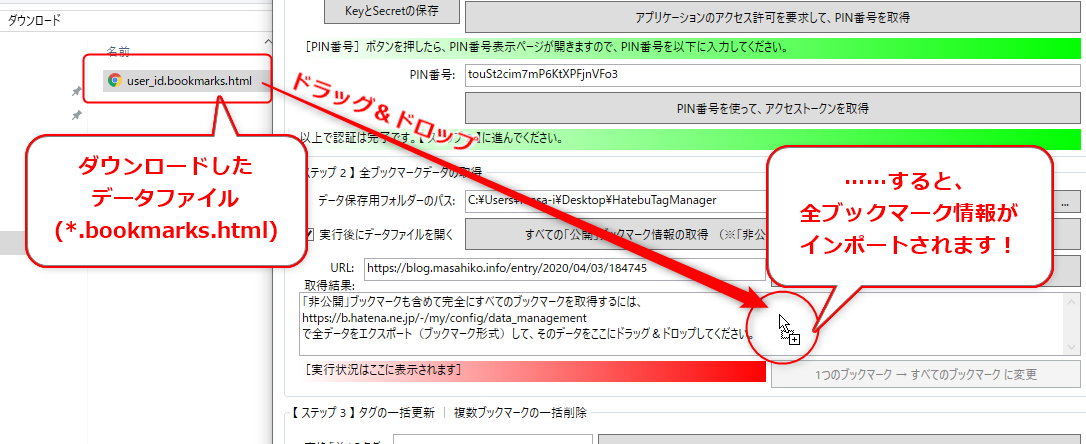 ダウンロード
名前
user_id.bookmarks.html
ダウンロードした
データファイル
(*.bookmarks.html)
ドラッグ＆ドロップ
KeyとSecretの保存
アプリケーションのアクセス許可を要求して、PIN番号を取得
［PIN番号］ボタンを押したら、PIN番号表示ページが開きますので、PIN番号を以下に入力してください。
PIN番号:
touSt2cim7mP6KtXPFjnVFo3
PIN番号を使って、アクセストークンを取得
以上で認証は完了です。【
】に進んでください。
ステップ 2 】全ブックマークデータの取得
データ保存用フォルダーのパス:
C:¥Users¥masa-i¥Desktop¥HatebuTagManager
...
実行後にデータファイルを開く
すべての「公開」ブックマーク情報の取得 （※「非公
URL:
https://blog.masahiko.info/entry/2020/04/03/184745
取得結果:
「非公開」ブックマークも含めて完全にすべてのブックマークを取得するには、
https://b.hatena.ne.jp/-/my/config/data_management
で全データをエクスポート（ブックマーク形式）して、そのデータをここにドラッグ＆ドロップしてください。
……すると、
全ブックマーク情報が
インポートされます！
［実行状況はここに表示されます］
1つのブックマーク → すべてのブックマーク に変更
【 ステップ 3 】タグの一括更新 ｜ 複数ブックマークの一括削除